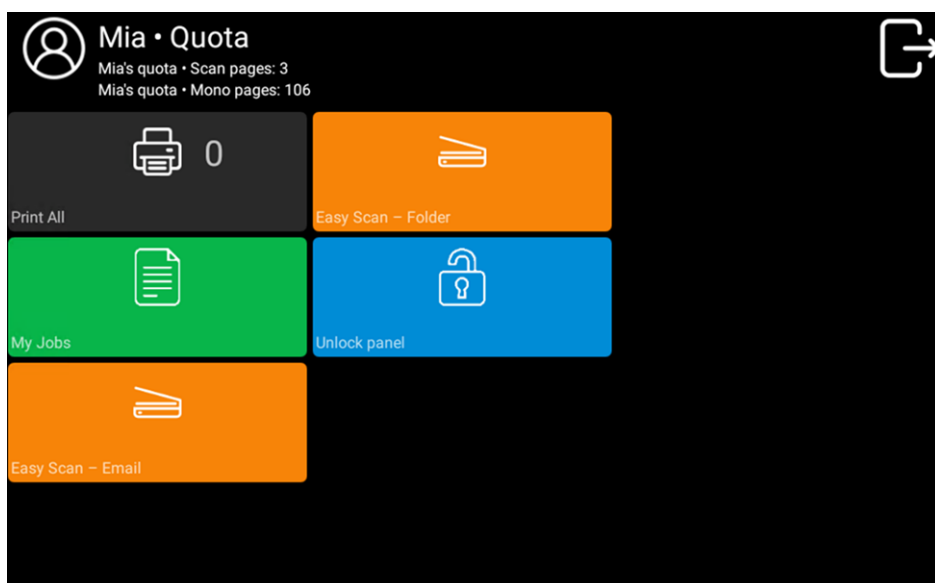 Mia • Quota
Mia's quota • Scan pages: 3
Mia's quota • Mono pages: 106
0
Print All
Easy Scan – Folder
My Jobs
Unlock panel
Easy Scan – Email